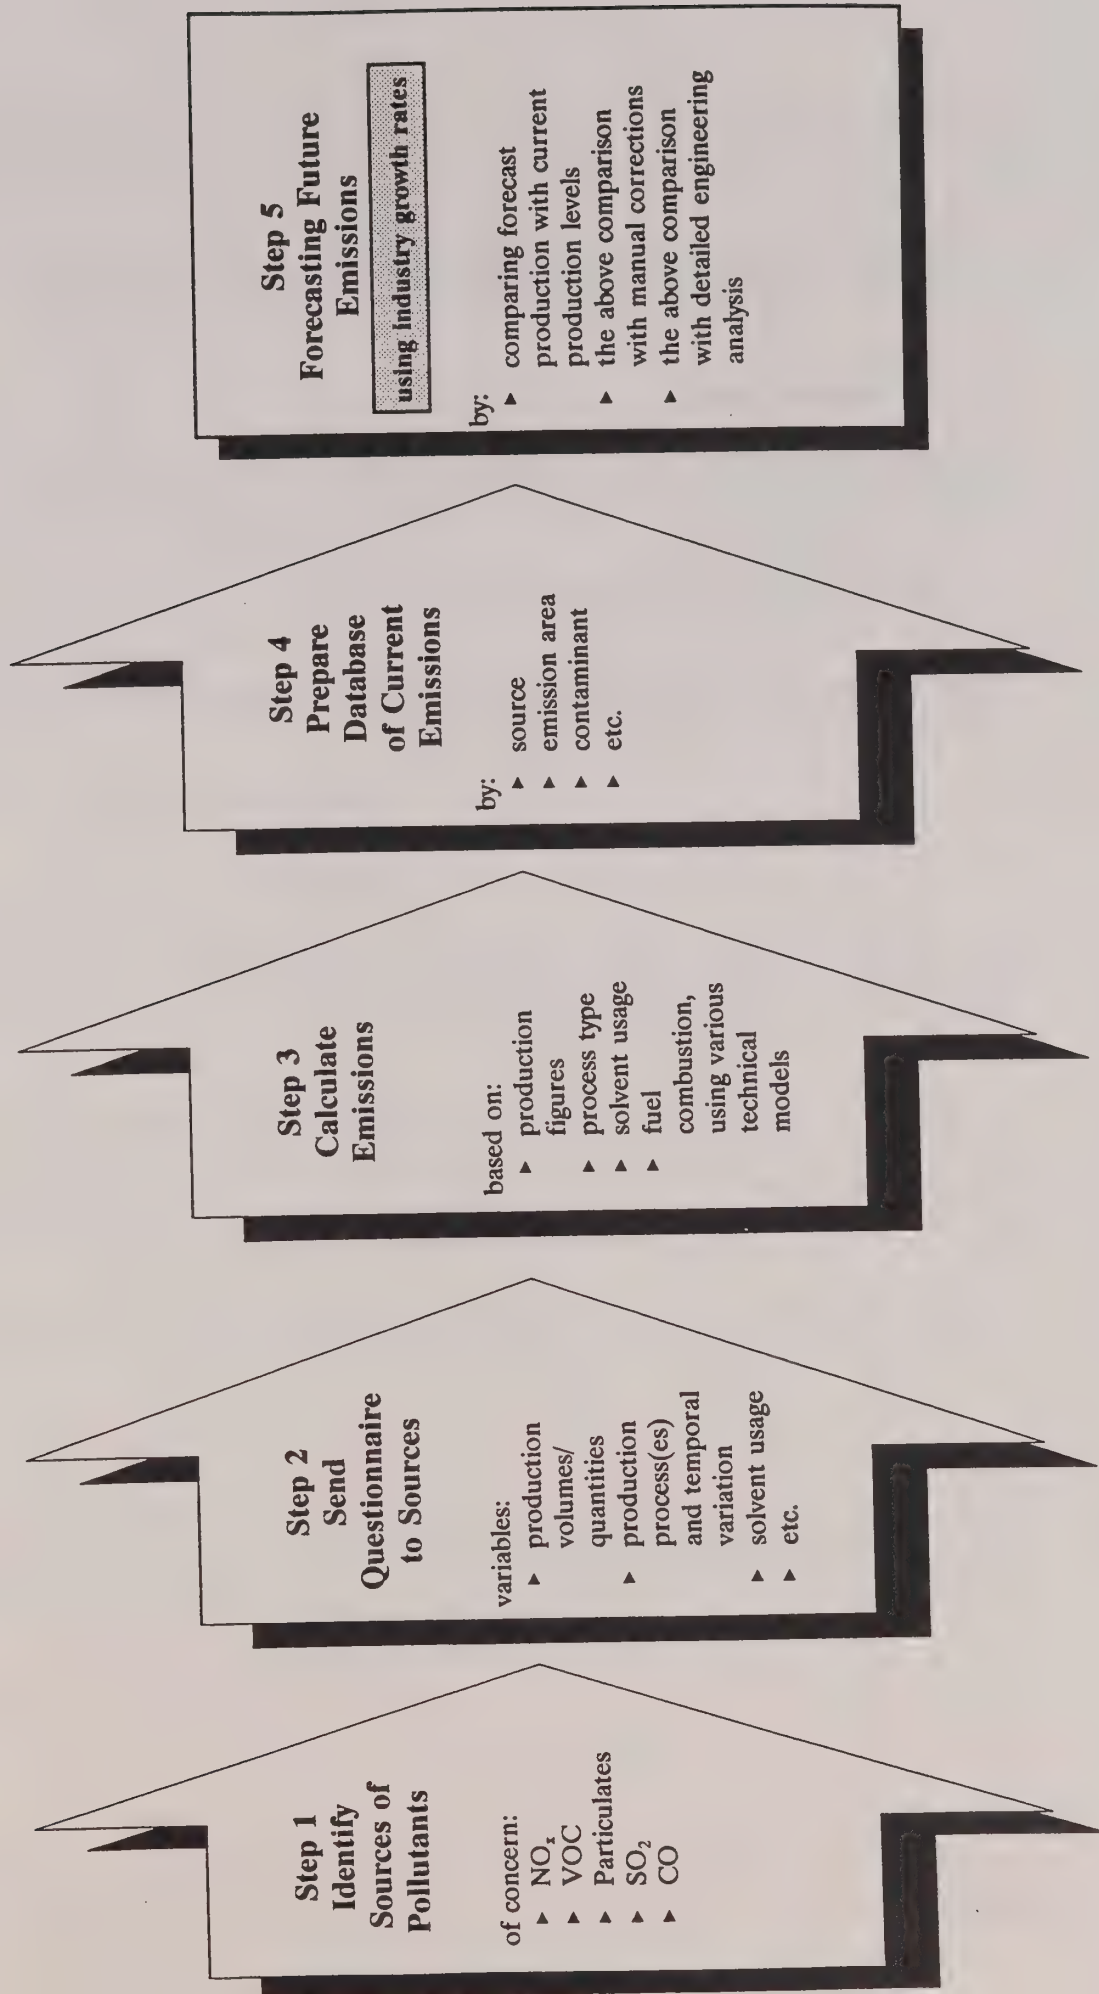 Step 1
Identify
Sources of
Pollutants
of concern:
▸ NOₓ
▸ VOC
▸ Particulates
▸ SO₂
▸ CO
Step 2
Send
Questionnaire
to Sources
variables:
▸ production
volumes/
quantities
▸ production
process(es)
and temporal
variation
▸ solvent usage
▸ etc.
Step 3
Calculate
Emissions
based on:
▸ production
figures
▸ process type
▸ solvent usage
▸ fuel
combustion,
using various
technical
models
Step 4
Prepare
Database
of Current
Emissions
by:
▸ source
▸ emission area
▸ contaminant
▸ etc.
Step 5
Forecasting Future
Emissions
using industry growth rates
by:
▸ comparing forecast
production with current
production levels
▸ the above comparison
with manual corrections
▸ the above comparison
with detailed engineering
analysis